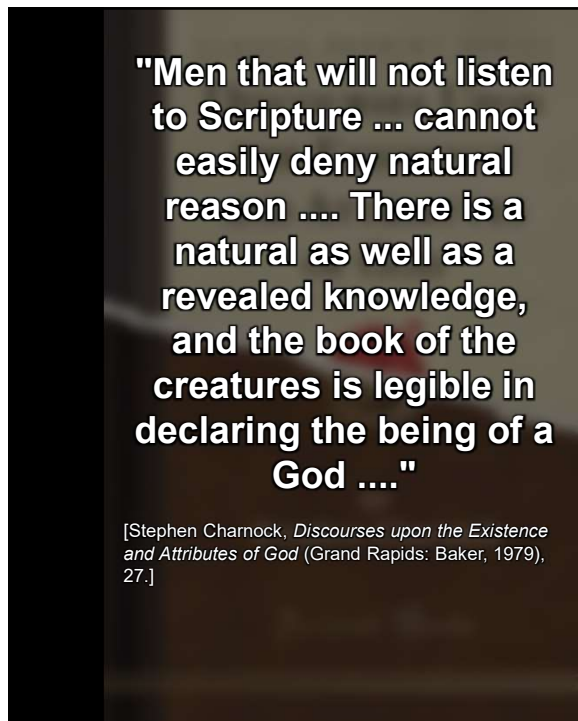 "Men that will not listen
to Scripture ... cannot
easily deny natural
reason .... There is a
natural as well as a
revealed knowledge,
and the book of the
creatures is legible in
declaring the being of a
God ...."
[Stephen Charnock, Discourses upon the Existence
and Attributes of God (Grand Rapids: Baker, 1979),
27.]